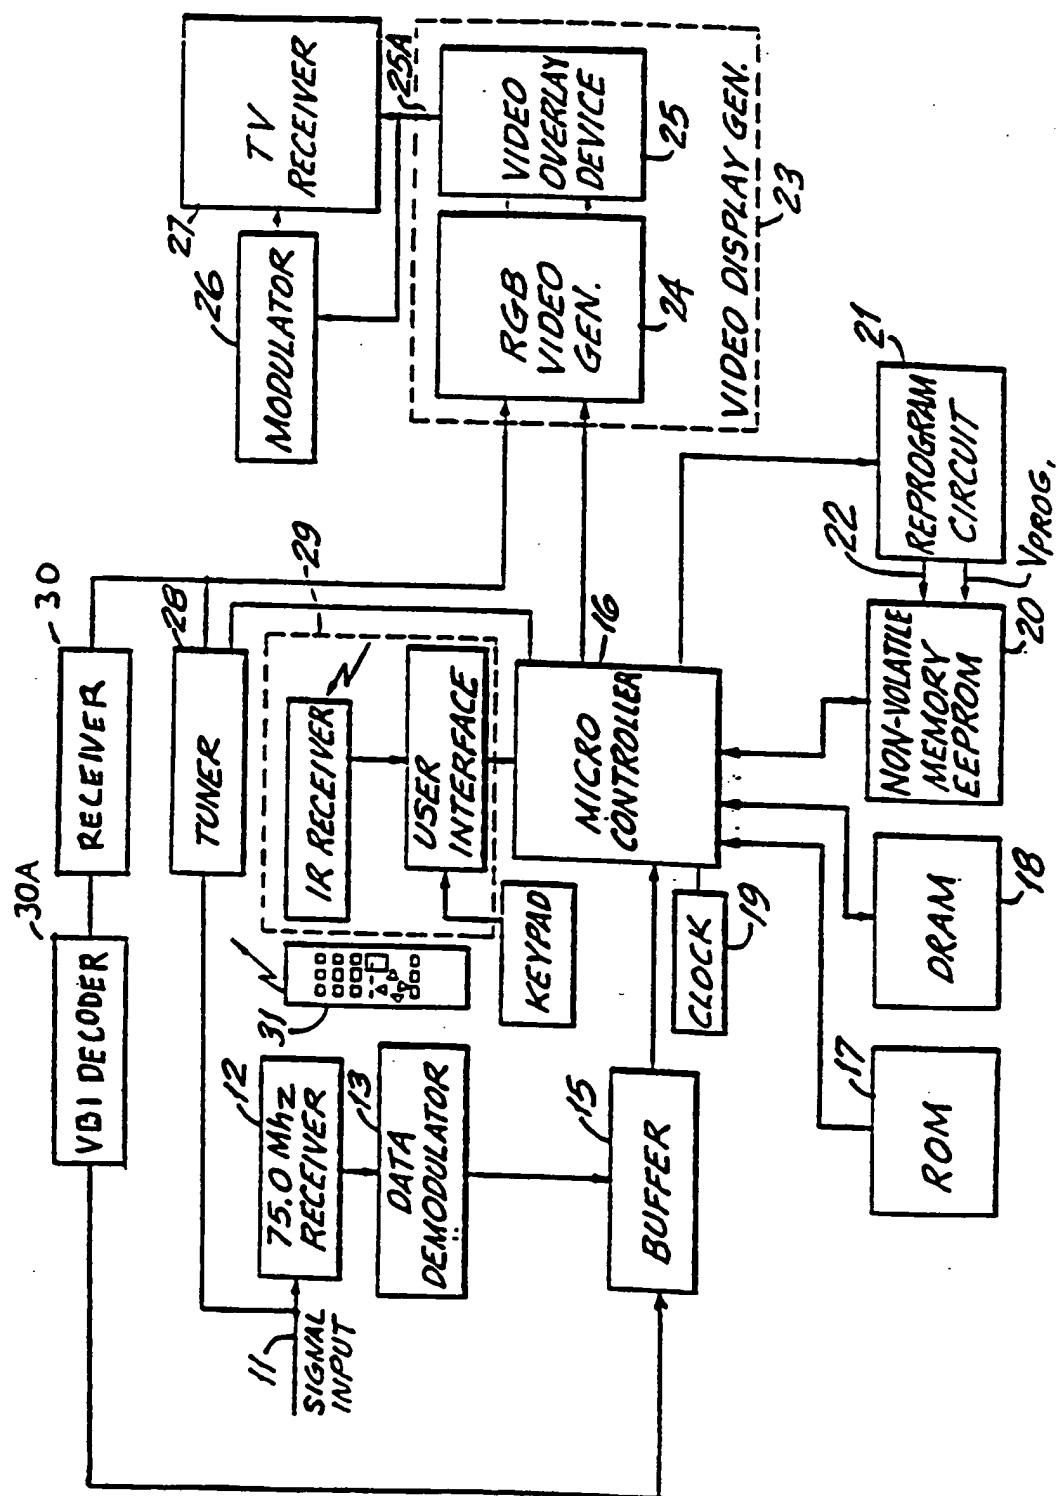 30A
VBI DECODER
30
RECEIVER
28
TUNER
11
SIGNAL
INPUT
12
75.0 Mhz
RECEIVER
13
DATA
DEMODULATOR
31
IR RECEIVER
USER
INTERFACE
29
KEYPAD
15
BUFFER
CLOCK
19
MICRO
CONTROLLER
16
17
ROM
DRAM
18
NON-VOLATILE
MEMORY
EEPROM
20
22
VPROG.
REPROGRAM
CIRCUIT
21
26
MODULATOR
27
TV
RECEIVER
25A
RGB
VIDEO
GEN.
24
VIDEO
OVERLAY
DEVICE
25
VIDEO DISPLAY GEN.
23